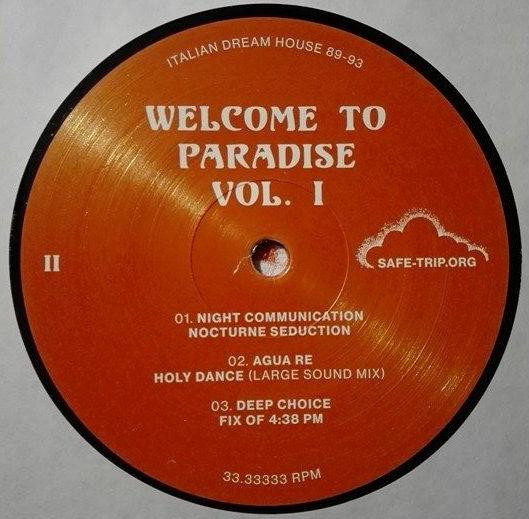 ITALIAN DREAM HOUSE 89-93
WELCOME TO
PARADISE
VOL. I
II
SAFE-TRIP.ORG
01. NIGHT COMMUNICATION
NOCTURNE SEDUCTION
02. AGUA RE
HOLY DANCE (LARGE SOUND MIX)
03. DEEP CHOICE
FIX OF 4:38 PM
33.33333 RPM